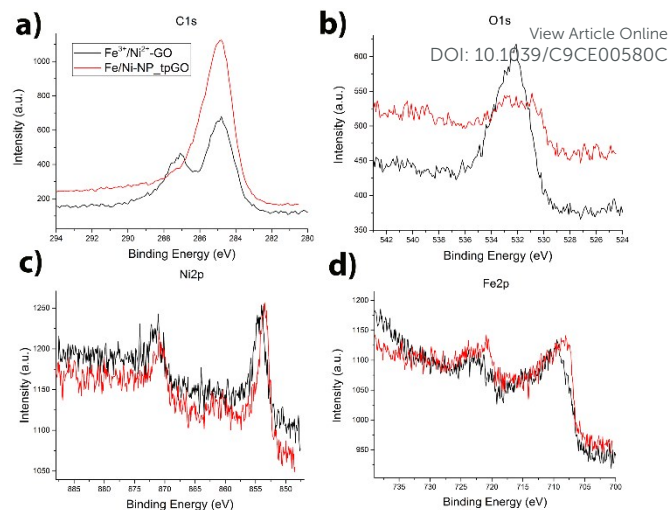 a)
C1s
Fe³⁺/Ni²⁺-GO
Fe/Ni-NP_tpGO
Intensity (a.u.)
1000
800
600
400
200
294 292 290 288 286 284 282 280
Binding Energy (eV)
b)
O1s
View Article Online
DOI: 10.1039/C9CE00580C
Intensity (a.u.)
600
550
500
450
400
350
542 540 538 536 534 532 530 528 526 524
Binding Energy (eV)
c)
Ni2p
Intensity (a.u.)
1250
1200
1150
1100
1050
885 880 875 870 865 860 855 850
Binding Energy (eV)
d)
Fe2p
Intensity (a.u.)
1200
1150
1100
1050
1000
950
735 730 725 720 715 710 705 700
Binding Energy (eV)